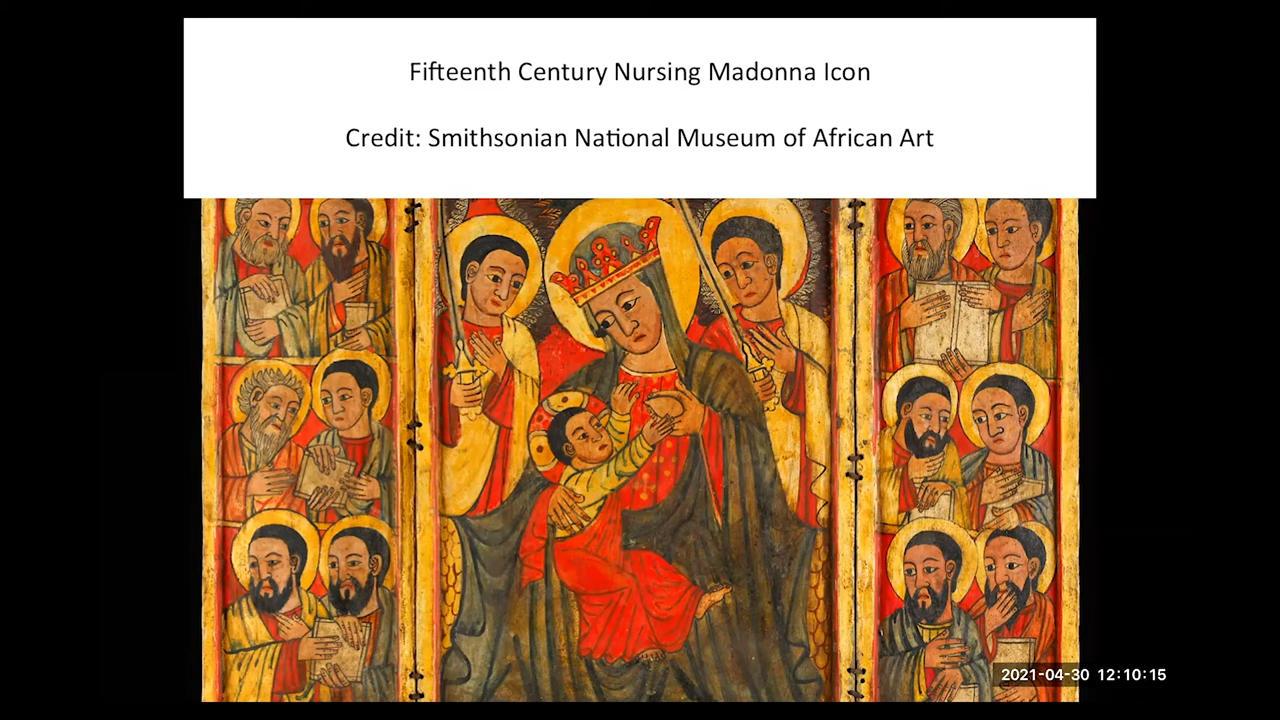 Fifteenth Century Nursing Madonna Icon
Credit: Smithsonian National Museum of African Art
2021-04-30 12:10:15